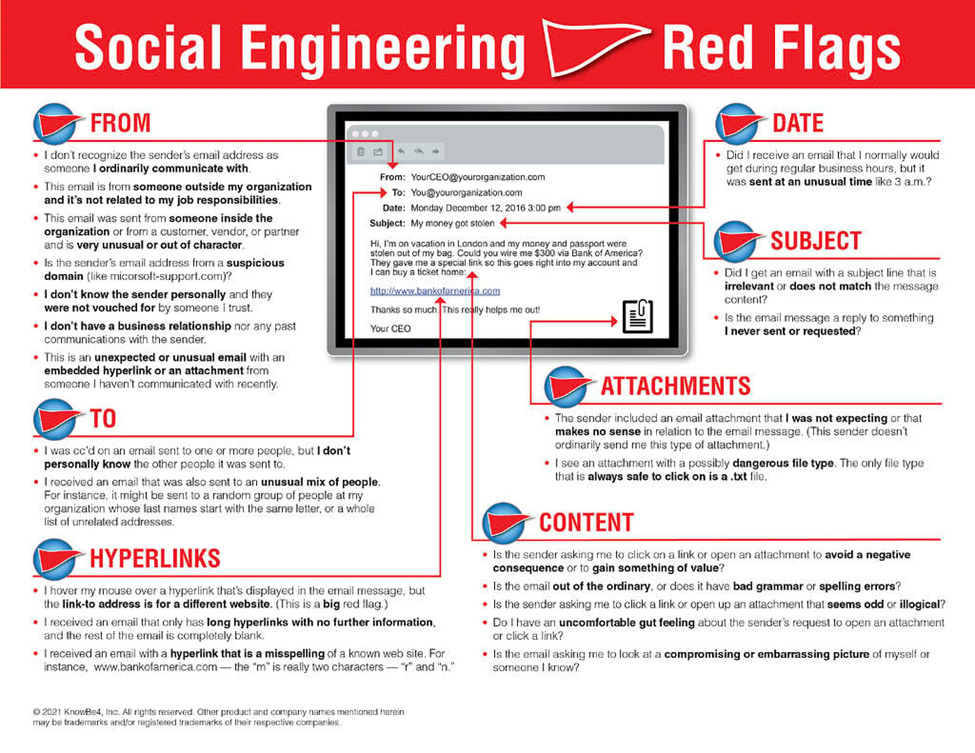 Social Engineering Red Flags
FROM
• I don't recognize the sender's email address as
someone I ordinarily communicate with.
• This email is from someone outside my organization
and it's not related to my job responsibilities.
• This email was sent from someone inside the
organization or from a customer, vendor, or partner
and is very unusual or out of character.
• Is the sender's email address from a suspicious
domain (like micorsoft-support.com)?
• I don't know the sender personally and they
were not vouched for by someone I trust.
• I don't have a business relationship nor any past
communications with the sender.
• This is an unexpected or unusual email with an
embedded hyperlink or an attachment from
someone I haven't communicated with recently.
TO
• I was cc'd on an email sent to one or more people, but I don't
personally know the other people it was sent to.
• I received an email that was also sent to an unusual mix of people.
For instance, it might be sent to a random group of people at my
organization whose last names start with the same letter, or a whole
list of unrelated addresses.
HYPERLINKS
• I hover my mouse over a hyperlink that's displayed in the email message, but
the link-to address is for a different website. (This is a big red flag.)
• I received an email that only has long hyperlinks with no further information,
and the rest of the email is completely blank.
• I received an email with a hyperlink that is a misspelling of a known web site. For
instance, www.bankofarnerica.com — the "m" is really two characters — "r" and "n."
From: YourCEO@yourorganization.com
To: You@yourorganization.com
Date: Monday December 12, 2016 3:00 pm
Subject: My money got stolen
Hi, I'm on vacation in London and my money and passport were
stolen out of my bag. Could you wire me $300 via Bank of America?
They gave me a special link so this goes right into my account and
I can buy a ticket home:
http://www.bankofarnerica.com
Thanks so much. This really helps me out!
Your CEO
DATE
• Did I receive an email that I normally would
get during regular business hours, but it
was sent at an unusual time like 3 a.m.?
SUBJECT
• Did I get an email with a subject line that is
irrelevant or does not match the message
content?
• Is the email message a reply to something
I never sent or requested?
ATTACHMENTS
• The sender included an email attachment that I was not expecting or that
makes no sense in relation to the email message. (This sender doesn't
ordinarily send me this type of attachment.)
• I see an attachment with a possibly dangerous file type. The only file type
that is always safe to click on is a .txt file.
CONTENT
• Is the sender asking me to click on a link or open an attachment to avoid a negative
consequence or to gain something of value?
• Is the email out of the ordinary, or does it have bad grammar or spelling errors?
• Is the sender asking me to click a link or open up an attachment that seems odd or illogical?
• Do I have an uncomfortable gut feeling about the sender's request to open an attachment
or click a link?
• Is the email asking me to look at a compromising or embarrassing picture of myself or
someone I know?
© 2021 KnowBe4, Inc. All rights reserved. Other product and company names mentioned herein
may be trademarks and/or registered trademarks of their respective companies.